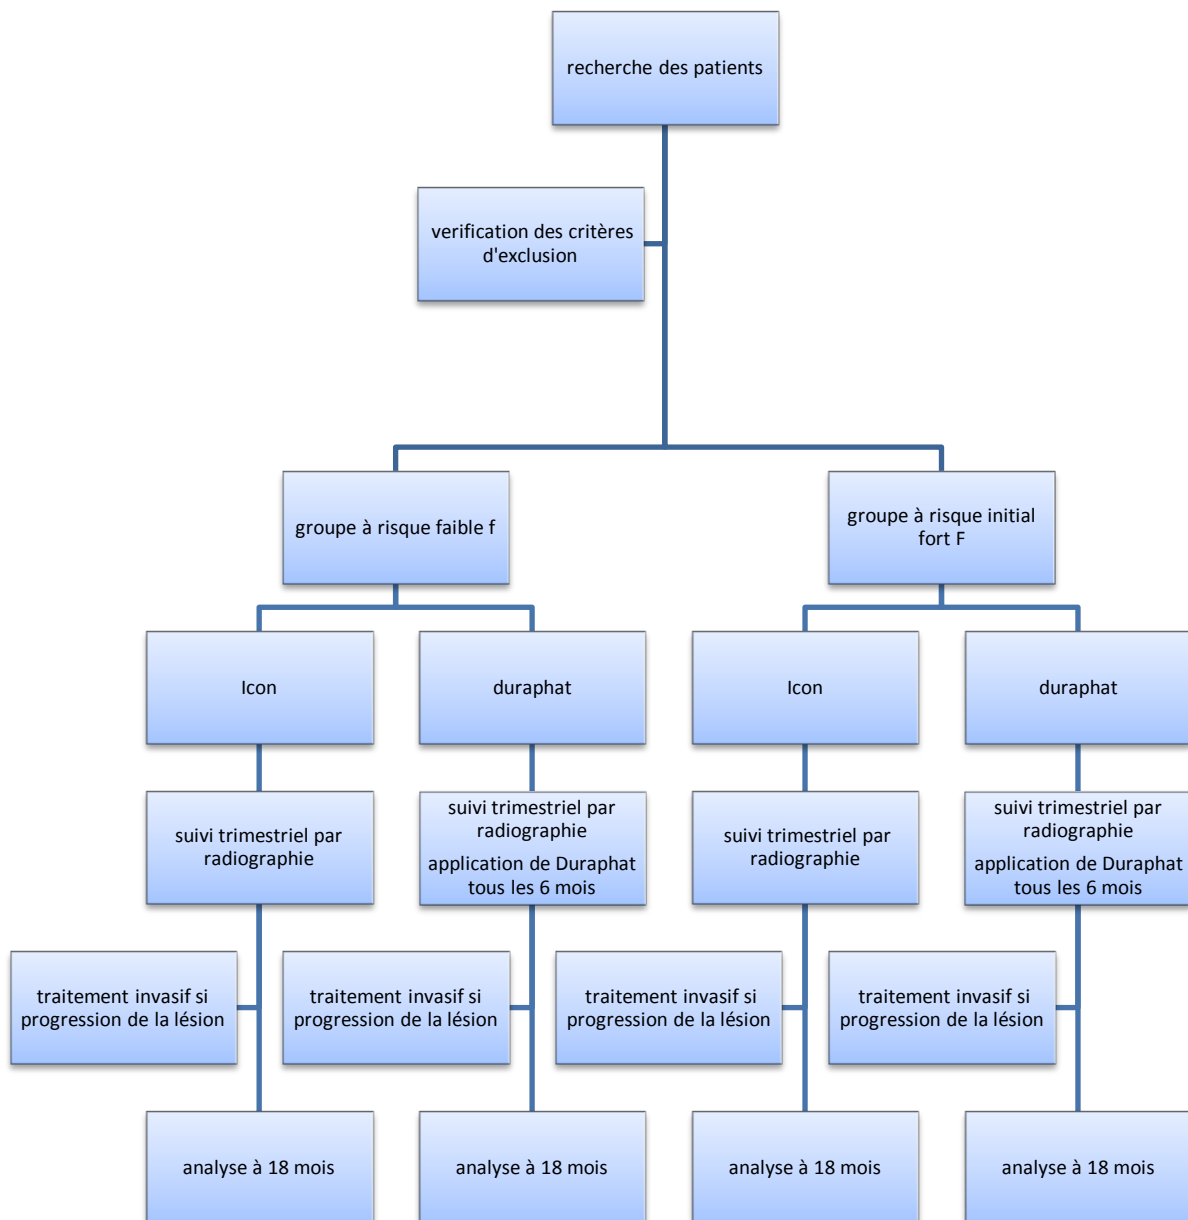 recherche des patients
verification des critères
d'exclusion
groupe à risque faible f
groupe à risque initial
fort F
Icon
duraphat
Icon
duraphat
suivi trimestriel par
radiographie
suivi trimestriel par
radiographie
application de Duraphat
tous les 6 mois
suivi trimestriel par
radiographie
suivi trimestriel par
radiographie
application de Duraphat
tous les 6 mois
traitement invasif si
progression de la lésion
traitement invasif si
progression de la lésion
traitement invasif si
progression de la lésion
traitement invasif si
progression de la lésion
analyse à 18 mois
analyse à 18 mois
analyse à 18 mois
analyse à 18 mois